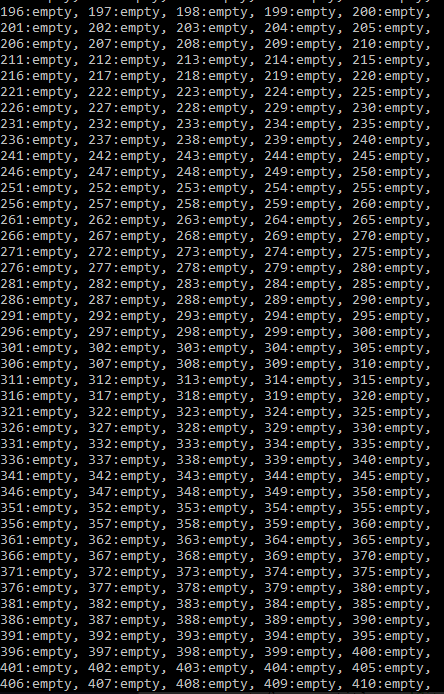 196:empty, 197:empty, 198:empty, 199:empty, 200:empty,
201:empty, 202:empty, 203:empty, 204:empty, 205:empty,
206:empty, 207:empty, 208:empty, 209:empty, 210:empty,
211:empty, 212:empty, 213:empty, 214:empty, 215:empty,
216:empty, 217:empty, 218:empty, 219:empty, 220:empty,
221:empty, 222:empty, 223:empty, 224:empty, 225:empty,
226:empty, 227:empty, 228:empty, 229:empty, 230:empty,
231:empty, 232:empty, 233:empty, 234:empty, 235:empty,
236:empty, 237:empty, 238:empty, 239:empty, 240:empty,
241:empty, 242:empty, 243:empty, 244:empty, 245:empty,
246:empty, 247:empty, 248:empty, 249:empty, 250:empty,
251:empty, 252:empty, 253:empty, 254:empty, 255:empty,
256:empty, 257:empty, 258:empty, 259:empty, 260:empty,
261:empty, 262:empty, 263:empty, 264:empty, 265:empty,
266:empty, 267:empty, 268:empty, 269:empty, 270:empty,
271:empty, 272:empty, 273:empty, 274:empty, 275:empty,
276:empty, 277:empty, 278:empty, 279:empty, 280:empty,
281:empty, 282:empty, 283:empty, 284:empty, 285:empty,
286:empty, 287:empty, 288:empty, 289:empty, 290:empty,
291:empty, 292:empty, 293:empty, 294:empty, 295:empty,
296:empty, 297:empty, 298:empty, 299:empty, 300:empty,
301:empty, 302:empty, 303:empty, 304:empty, 305:empty,
306:empty, 307:empty, 308:empty, 309:empty, 310:empty,
311:empty, 312:empty, 313:empty, 314:empty, 315:empty,
316:empty, 317:empty, 318:empty, 319:empty, 320:empty,
321:empty, 322:empty, 323:empty, 324:empty, 325:empty,
326:empty, 327:empty, 328:empty, 329:empty, 330:empty,
331:empty, 332:empty, 333:empty, 334:empty, 335:empty,
336:empty, 337:empty, 338:empty, 339:empty, 340:empty,
341:empty, 342:empty, 343:empty, 344:empty, 345:empty,
346:empty, 347:empty, 348:empty, 349:empty, 350:empty,
351:empty, 352:empty, 353:empty, 354:empty, 355:empty,
356:empty, 357:empty, 358:empty, 359:empty, 360:empty,
361:empty, 362:empty, 363:empty, 364:empty, 365:empty,
366:empty, 367:empty, 368:empty, 369:empty, 370:empty,
371:empty, 372:empty, 373:empty, 374:empty, 375:empty,
376:empty, 377:empty, 378:empty, 379:empty, 380:empty,
381:empty, 382:empty, 383:empty, 384:empty, 385:empty,
386:empty, 387:empty, 388:empty, 389:empty, 390:empty,
391:empty, 392:empty, 393:empty, 394:empty, 395:empty,
396:empty, 397:empty, 398:empty, 399:empty, 400:empty,
401:empty, 402:empty, 403:empty, 404:empty, 405:empty,
406:empty, 407:empty, 408:empty, 409:empty, 410:empty,